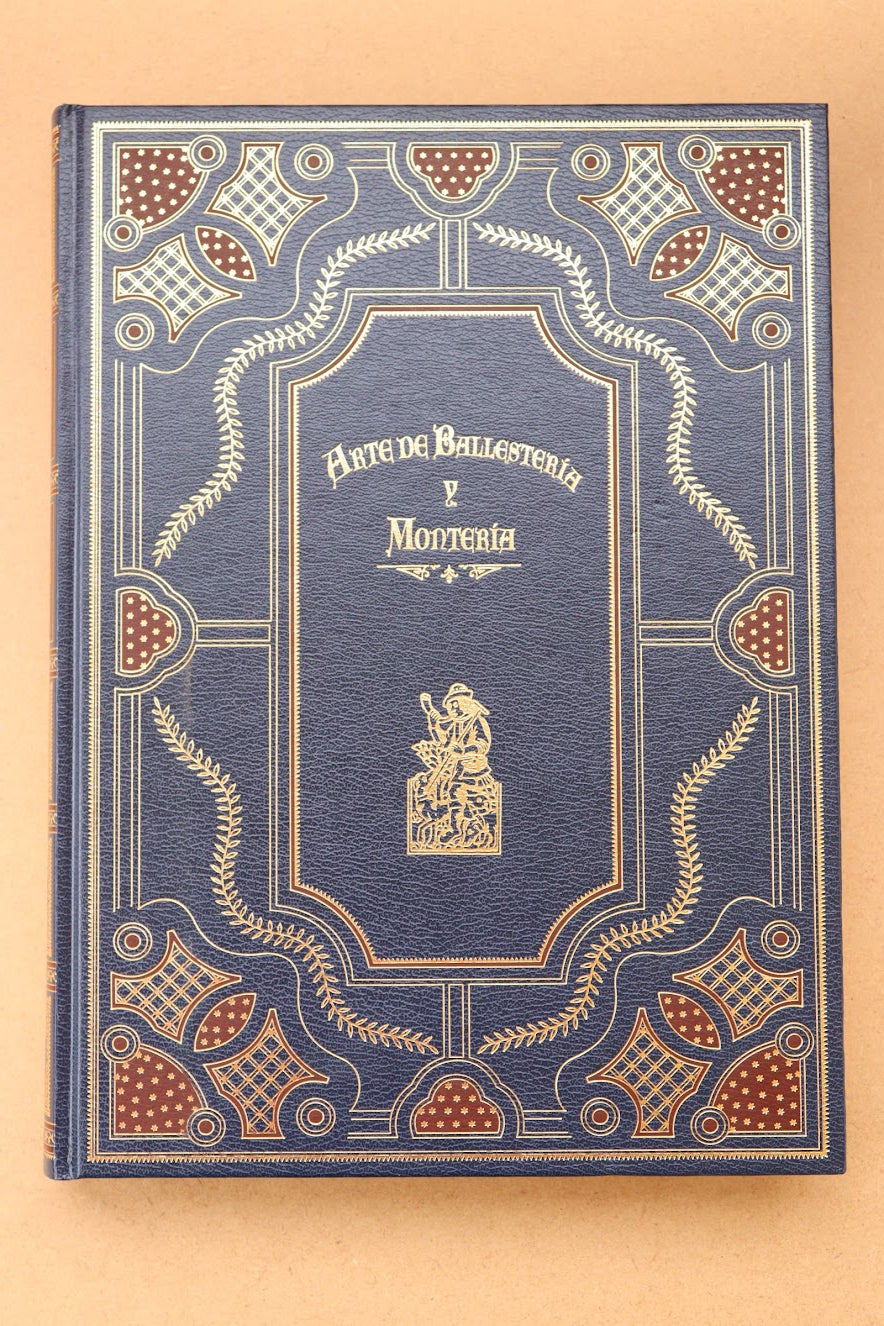 Arte de Ballestería
y
Montería